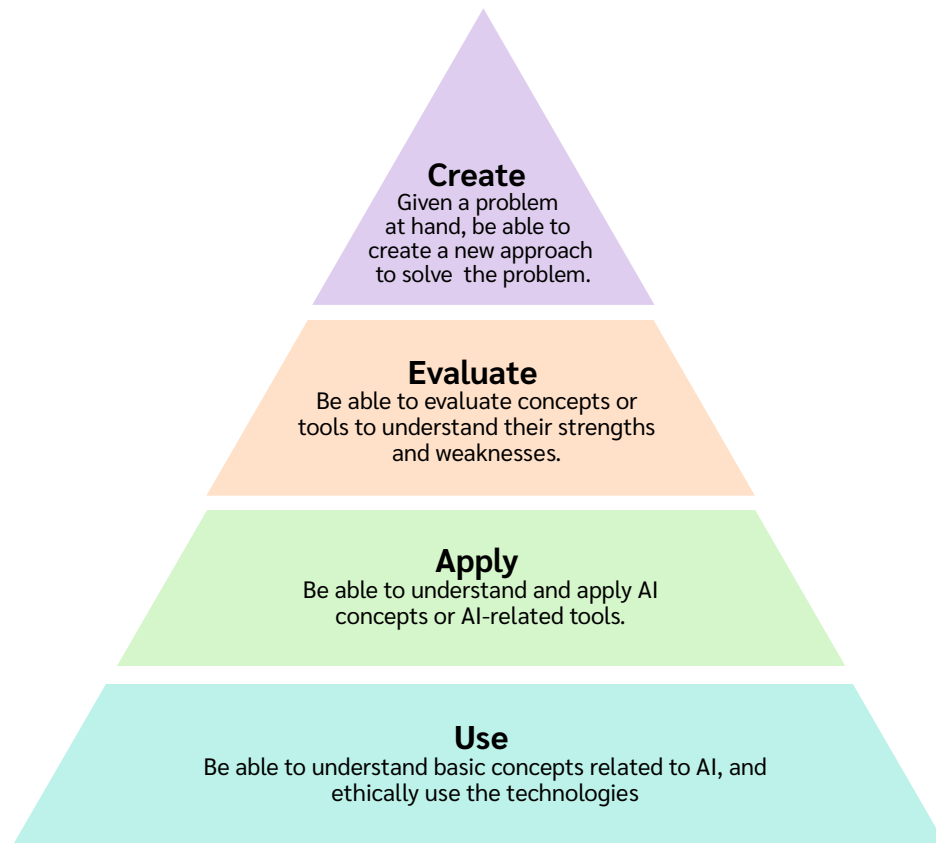 Create
Given a problem
at hand, be able to
create a new approach
to solve  the problem.
Evaluate
Be able to evaluate concepts or
tools to understand their strengths
and weaknesses.
Apply
Be able to understand and apply AI
concepts or AI-related tools.
Use
Be able to understand basic concepts related to AI, and
ethically use the technologies